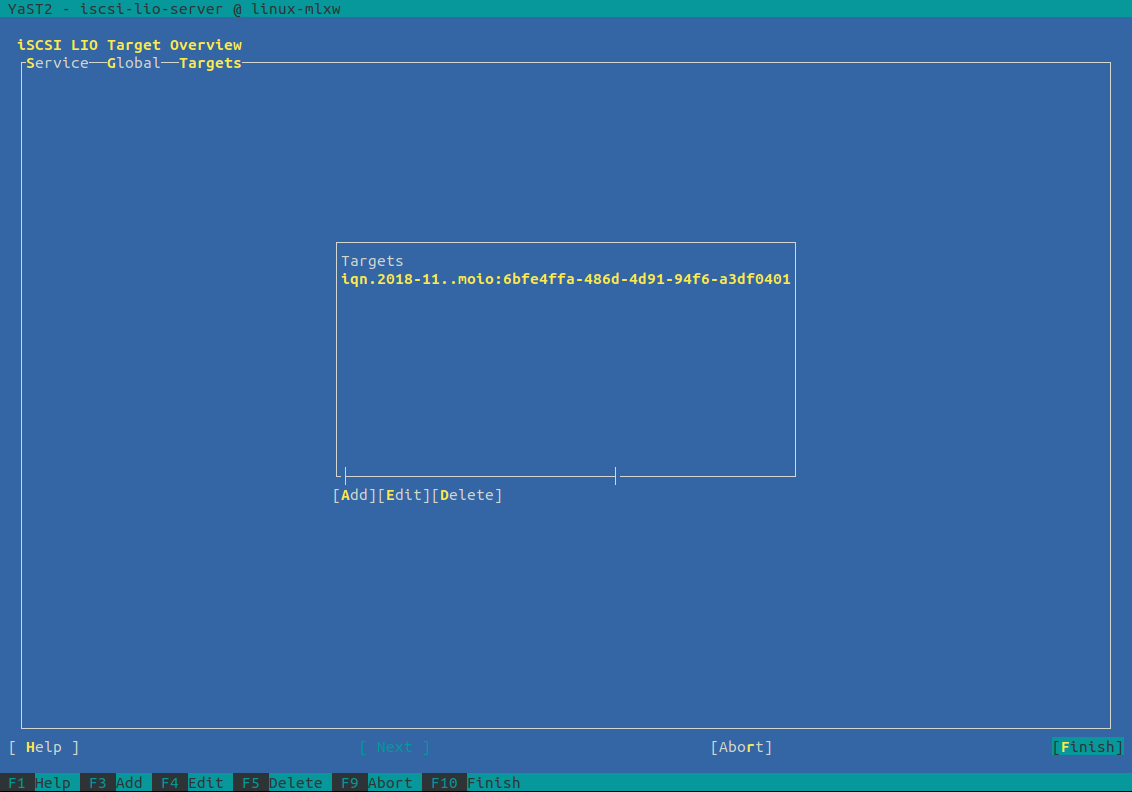 YaST2 - iscsi-lio-server @ linux-mlxw
iSCSI LIO Target Overview
Service Global Targets
Targets
iqn.2018-11..moio:6bfe4ffa-486d-4d91-94f6-a3df0401
[Add][Edit][Delete]
[ Help ] [ Next ] [Abort] [Finish]
F1 Help F3 Add F4 Edit F5 Delete F9 Abort F10 Finish